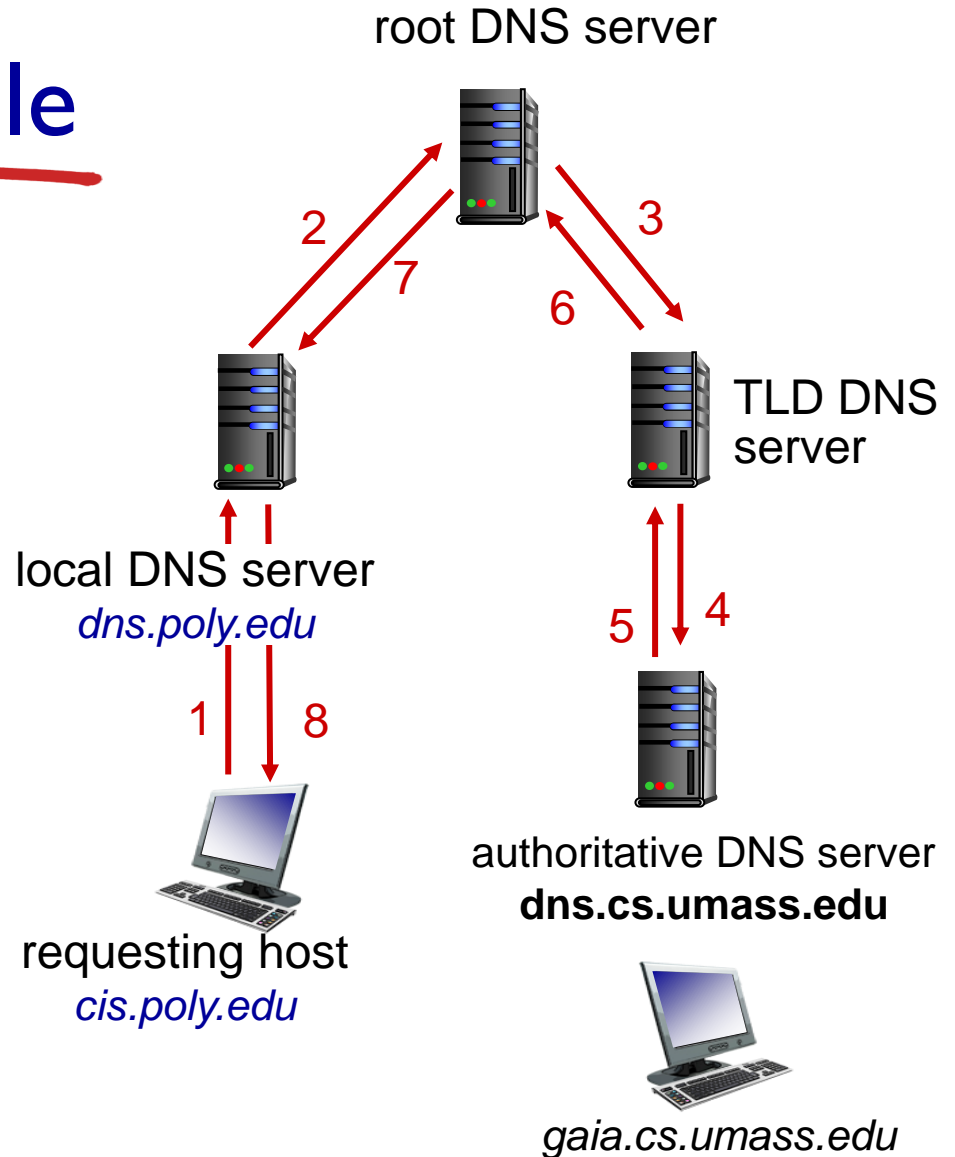 root DNS server
le
2
3
7
6
TLD DNS
server
local DNS server
dns.poly.edu
5
4
1
8
authoritative DNS server
dns.cs.umass.edu
requesting host
cis.poly.edu
gaia.cs.umass.edu